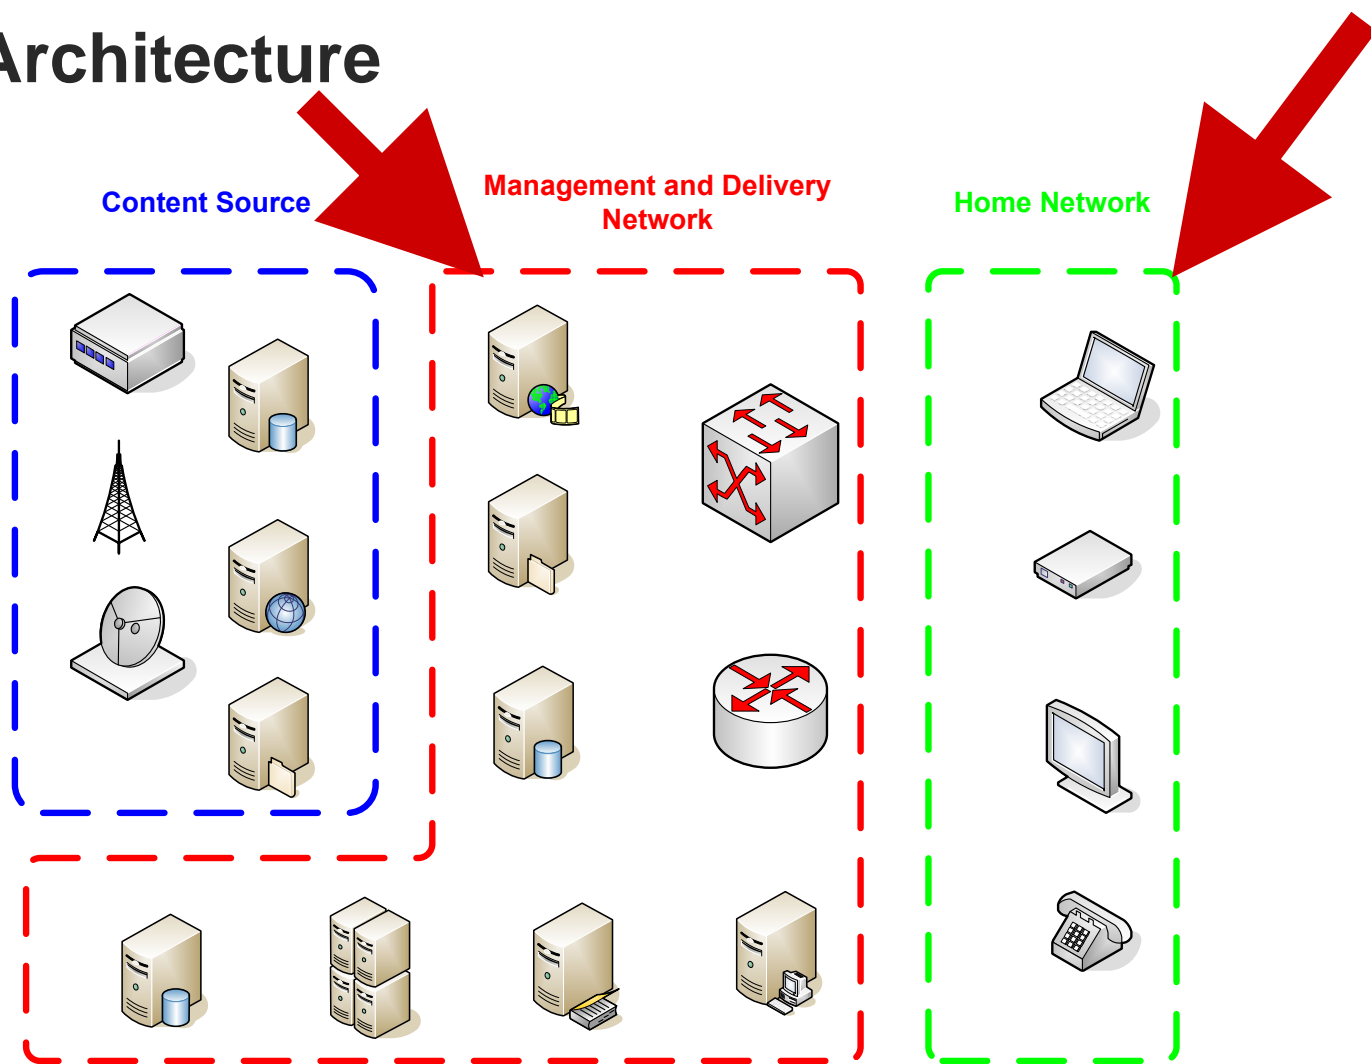 Architecture
Content Source
Management and Delivery
Network
Home Network